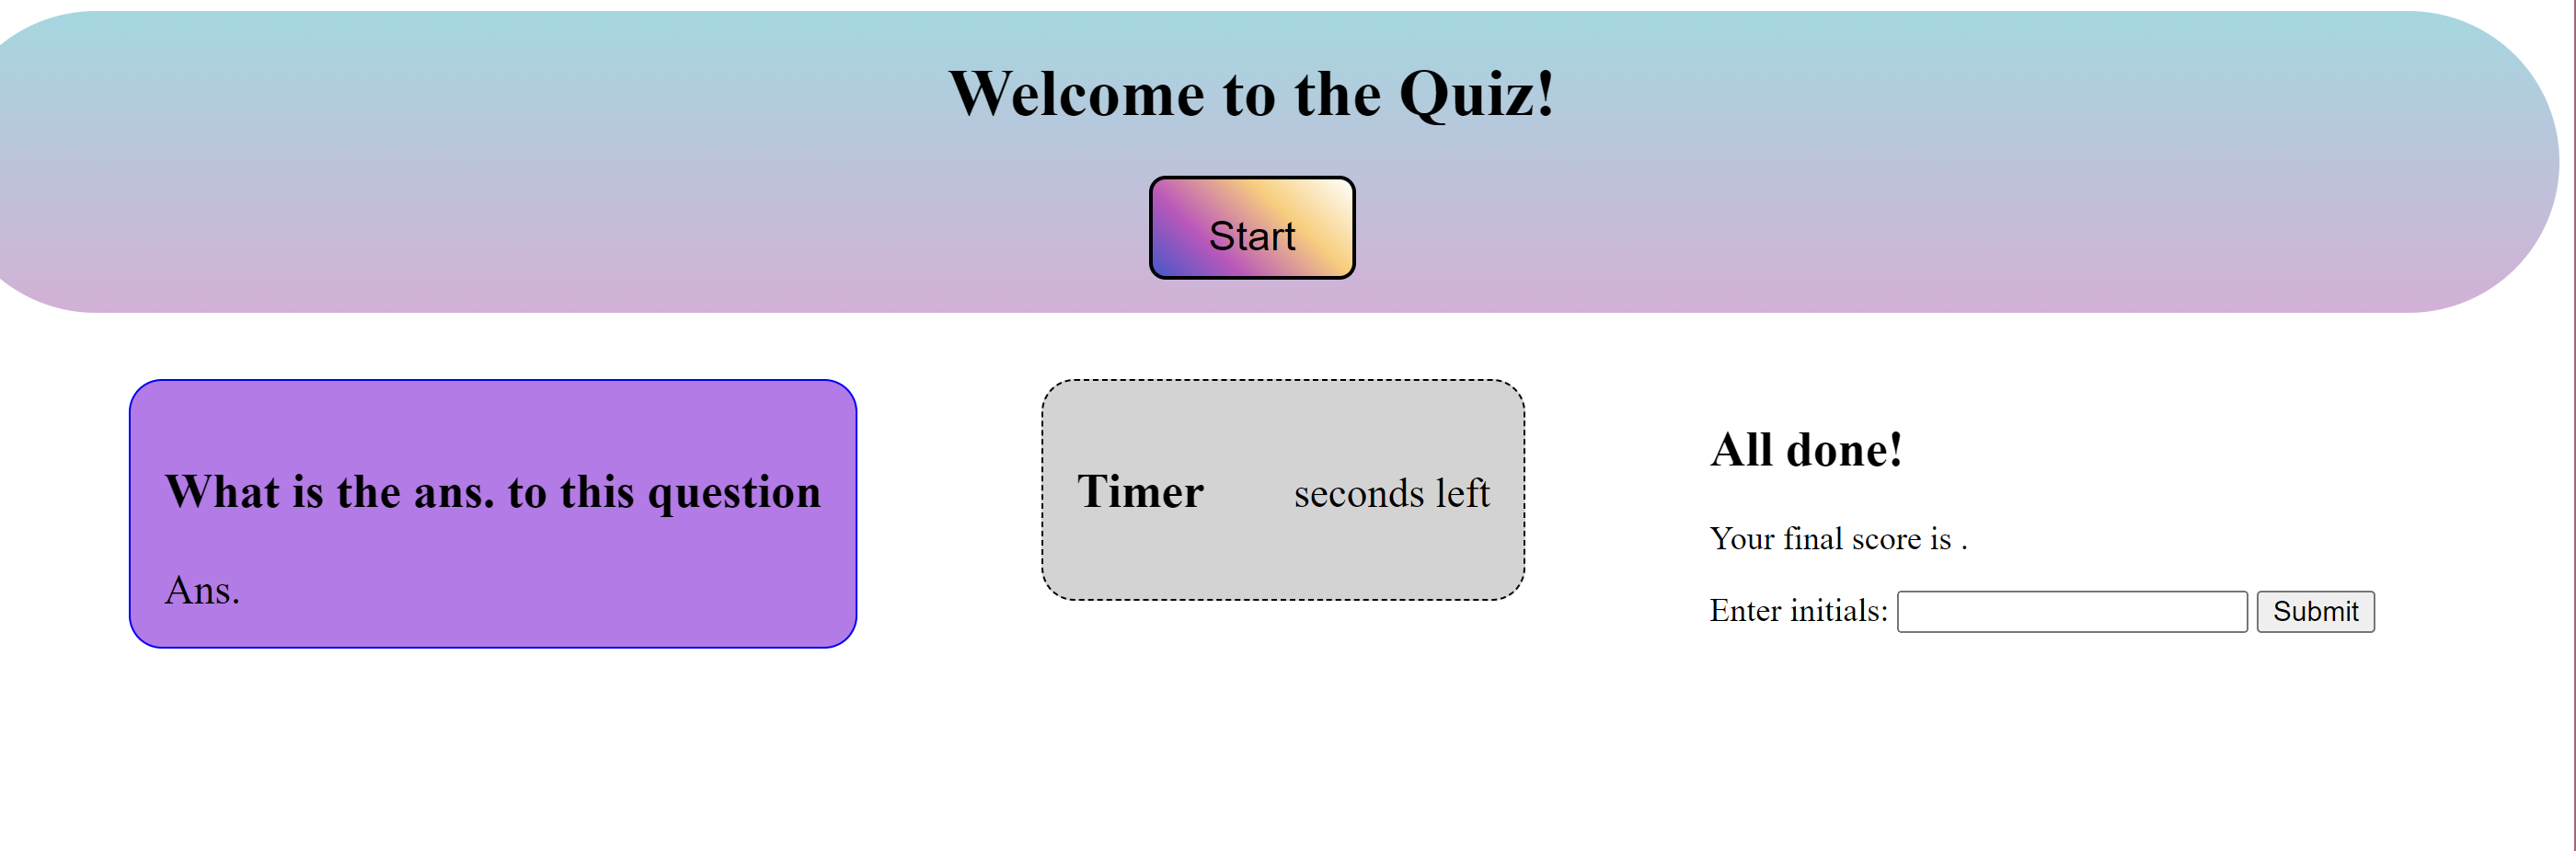 Welcome to the Quiz!
Start
What is the ans. to this question
Ans.
Timer seconds left
All done!
Your final score is .
Enter initials: Submit